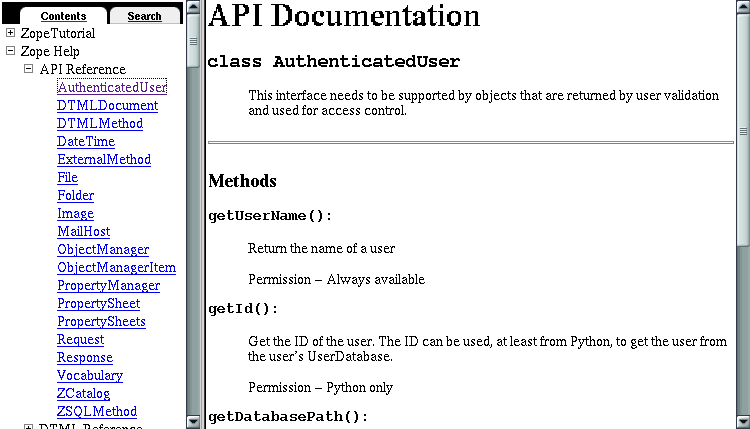 Contents Search
ZopeTutorial
Zope Help
API Reference
AuthenticatedUser
DTMLDocument
DTMLMethod
DateTime
ExternalMethod
File
Folder
Image
MailHost
ObjectManager
ObjectManagerItem
PropertyManager
PropertySheet
PropertySheets
Request
Response
Vocabulary
ZCatalog
ZSQLMethod
DTML Reference
API Documentation
class AuthenticatedUser
This interface needs to be supported by objects that are returned by user validation
and used for access control.
Methods
getUserName():
Return the name of a user
Permission – Always available
getId():
Get the ID of the user. The ID can be used, at least from Python, to get the user from
the user's UserDatabase.
Permission – Python only
getDatabasePath():